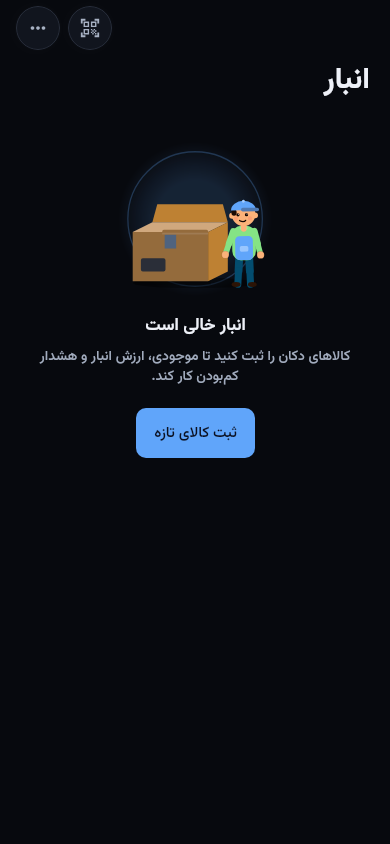 انبار
انبار خالی است
کالاهای دکان را ثبت کنید تا موجودی، ارزش انبار و هشدار
کم‌بودن کار کند.
ثبت کالای تازه